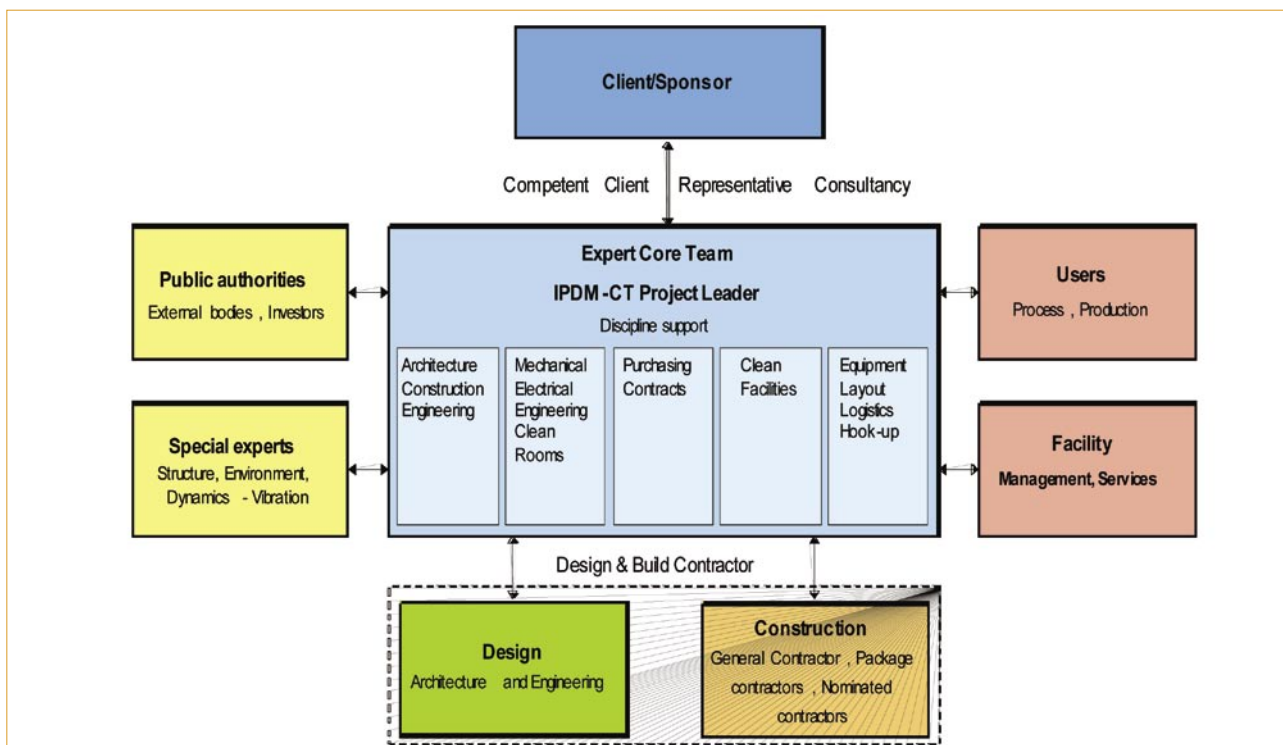 Client/Sponsor
Competent Client Representative Consultancy
Public authorities
External bodies , Investors
Special experts
Structure, Environment,
Dynamics - Vibration
Expert Core Team
IPDM -CT Project Leader
Discipline support
Architecture
Construction
Engineering
Mechanical
Electrical
Engineering
Clean
Rooms
Purchasing
Contracts
Clean
Facilities
Equipment
Layout
Logistics
Hook-up
Users
Process , Production
Facility
Management, Services
Design & Build Contractor
Design
Architecture and Engineering
Construction
General Contractor , Package
contractors , Nominated
contractors